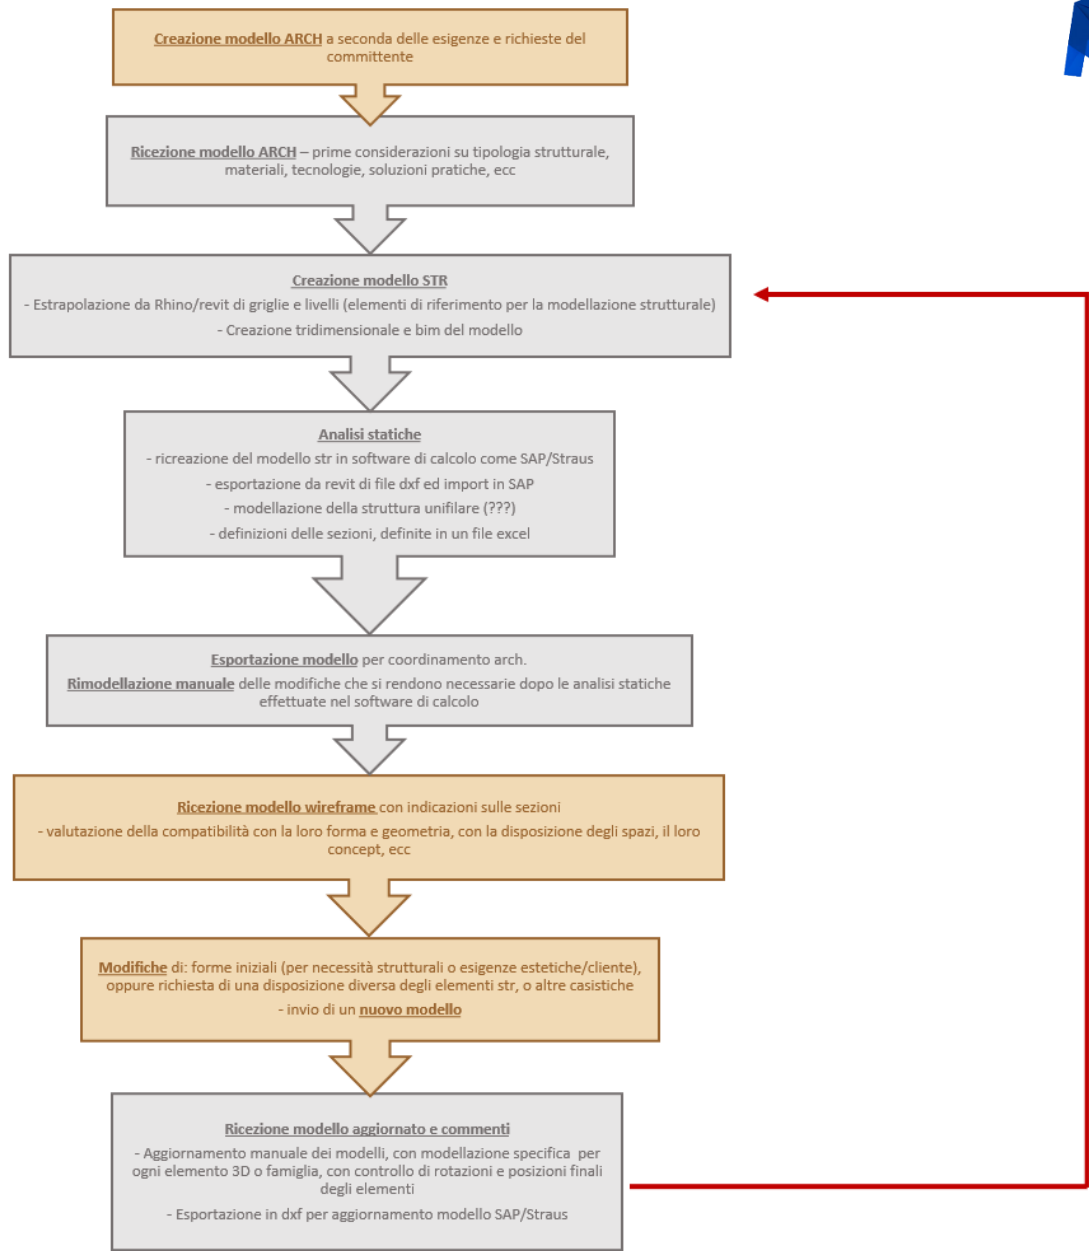 Creazione modello ARCH a seconda delle esigenze e richieste del
committente
Ricezione modello ARCH – prime considerazioni su tipologia strutturale,
materiali, tecnologie, soluzioni pratiche, ecc
Creazione modello STR
- Estrapolazione da Rhino/revit di griglie e livelli (elementi di riferimento per la modellazione strutturale)
- Creazione tridimensionale e bim del modello
Analisi statiche
- ricreazione del modello str in software di calcolo come SAP/Straus
- esportazione da revit di file dxf ed import in SAP
- modellazione della struttura unifilare (???)
- definizioni delle sezioni, definite in un file excel
Esportazione modello per coordinamento arch.
Rimodellazione manuale delle modifiche che si rendono necessarie dopo le analisi statiche
effettuate nel software di calcolo
Ricezione modello wireframe con indicazioni sulle sezioni
- valutazione della compatibilità con la loro forma e geometria, con la disposizione degli spazi, il loro
concept, ecc
Modifiche di: forme iniziali (per necessità strutturali o esigenze estetiche/cliente),
oppure richiesta di una disposizione diversa degli elementi str, o altre casistiche
- invio di un nuovo modello
Ricezione modello aggiornato e commenti
- Aggiornamento manuale dei modelli, con modellazione specifica per
ogni elemento 3D o famiglia, con controllo di rotazioni e posizioni finali
degli elementi
- Esportazione in dxf per aggiornamento modello SAP/Straus